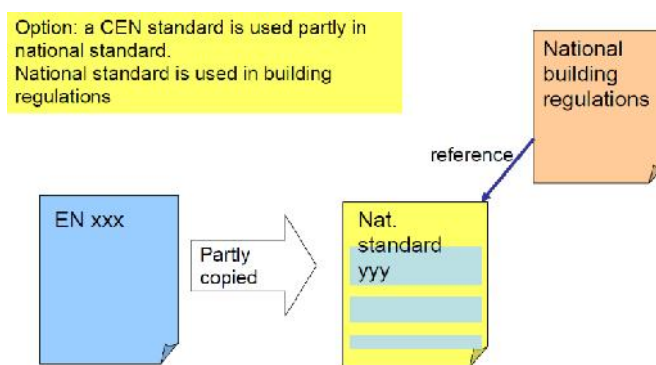 Option: a CEN standard is used partly in
national standard.
National standard is used in building
regulations
National
building
regulations
reference
EN xxx
Partly
copied
Nat.
standard
yyy